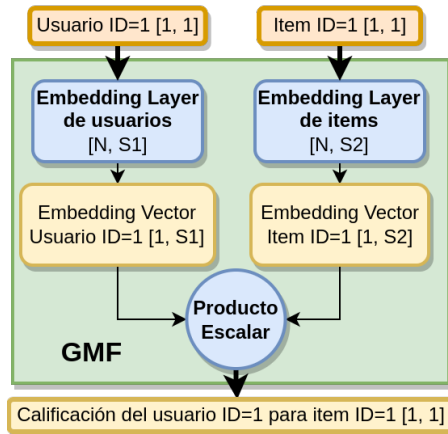 Usuario ID=1 [1, 1]
Item ID=1 [1, 1]
Embedding Layer
de usuarios
[N, S1]
Embedding Layer
de items
[N, S2]
Embedding Vector
Usuario ID=1 [1, S1]
Embedding Vector
Item ID=1 [1, S2]
Producto
Escalar
GMF
Calificación del usuario ID=1 para item ID=1 [1, 1]